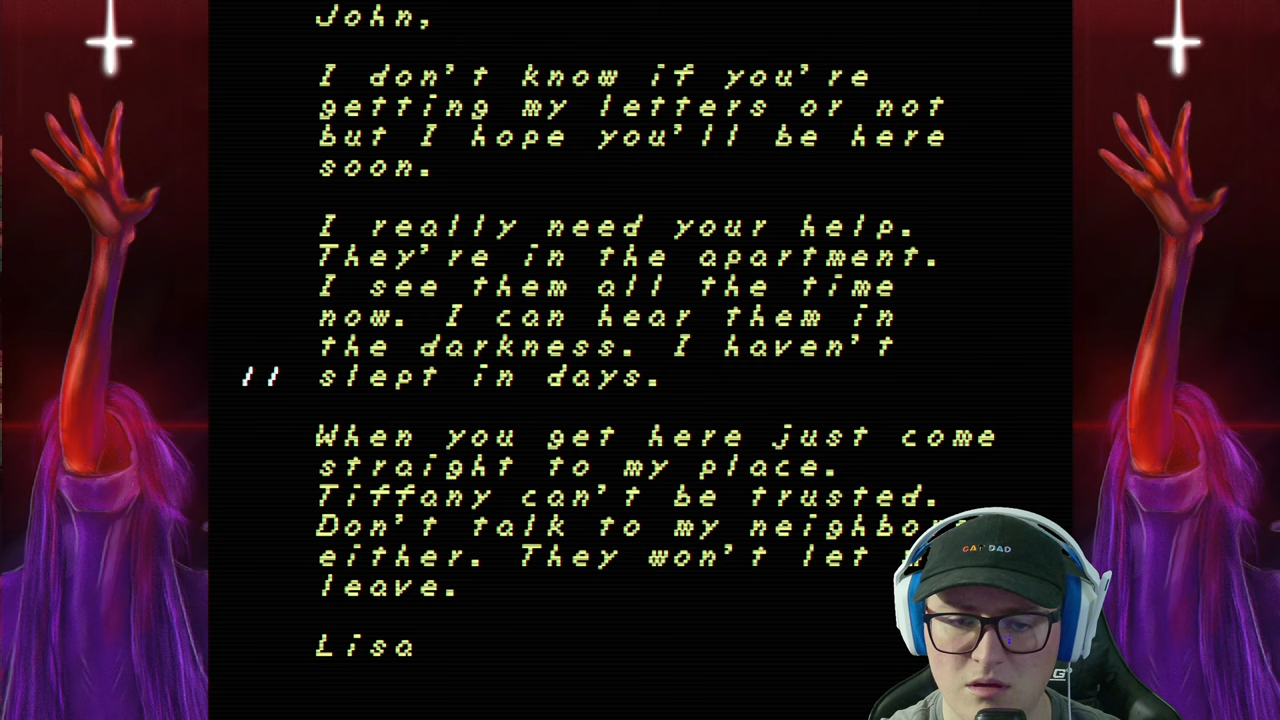 John,
I don't know if you're
getting my letters or not
but I hope you'll be here
soon.
I really need your help.
They're in the apartment.
I see them all the time
now. I can hear them in
the darkness. I haven't
// slept in days.
When you get here just come
straight to my place.
Tiffany can't be trusted.
Don't talk to my
either. They won't let
leave.
Lisa
CAT DAD